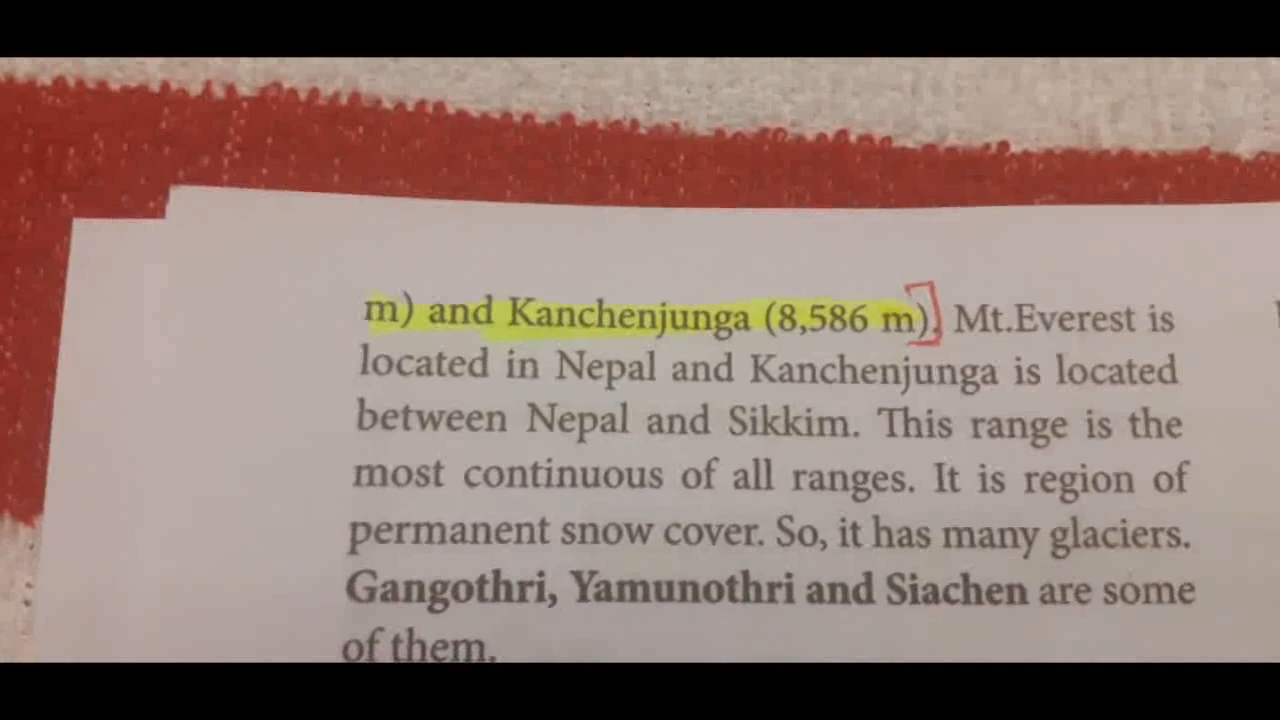 m) and Kanchenjunga (8,586 m). Mt.Everest is
located in Nepal and Kanchenjunga is located
between Nepal and Sikkim. This range is the
most continuous of all ranges. It is region of
permanent snow cover. So, it has many glaciers.
Gangothri, Yamunothri and Siachen are some
of them.